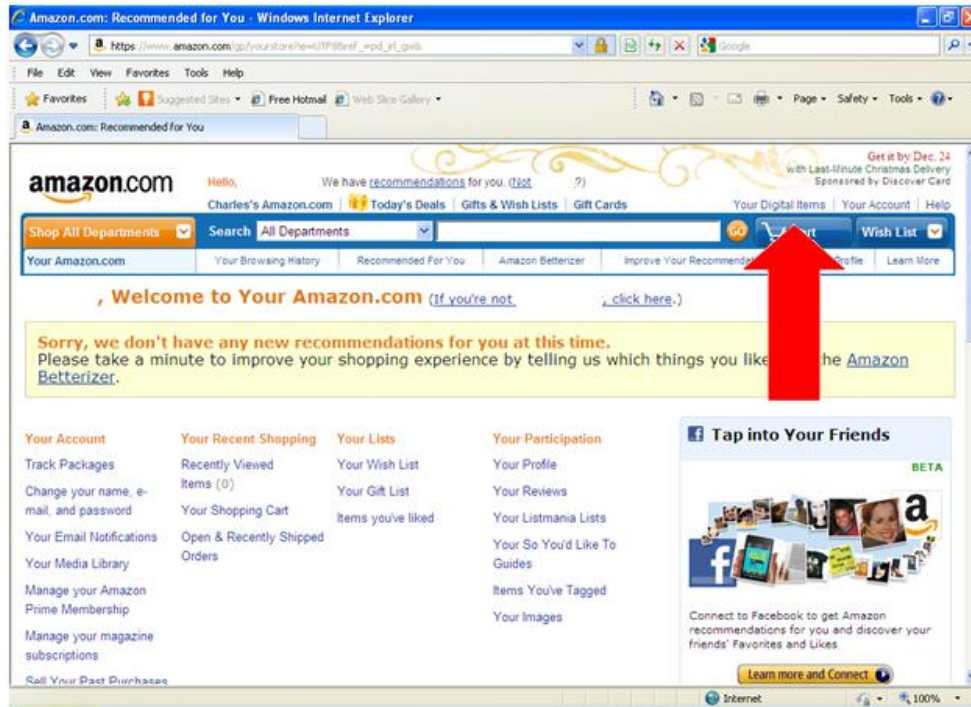 Amazon.com: Recommended for You - Windows Internet Explorer
https://www.amazon.com/gp/yourstore?ie=UTF8&ref_=pd_irl_gwb Google
File Edit View Favorites Tools Help
Favorites Suggested Sites Free Hotmail Web Slice Gallery Page Safety Tools
Amazon.com: Recommended for You
Get it by Dec. 24
with Last-Minute Christmas Delivery
Sponsored by Discover Card
amazon.com
Hello, We have recommendations for you. (Not ?)
Charles's Amazon.com Today's Deals Gifts & Wish Lists Gift Cards Your Digital Items Your Account Help
Shop All Departments Search All Departments GO Wish List
Your Amazon.com Your Browsing History Recommended For You Amazon Betterizer Improve Your Profile Learn More
, Welcome to Your Amazon.com (If you're not , click here.)
Sorry, we don't have any new recommendations for you at this time.
Please take a minute to improve your shopping experience by telling us which things you like the Amazon
Betterizer.
Your Account Your Recent Shopping Your Lists Your Participation
Track Packages Recently Viewed Items (0) Your Wish List Your Profile
Change your name, e-mail, and password Your Shopping Cart Your Gift List Your Reviews
Your Email Notifications Open & Recently Shipped Orders Items you've liked Your Listmania Lists
Your Media Library Your So You'd Like To Guides
Manage your Amazon Prime Membership Items You've Tagged
Manage your magazine subscriptions Your Images
Sell Your Past Purchases
Tap into Your Friends
BETA
Connect to Facebook to get Amazon
recommendations for you and discover your
friends' Favorites and Likes
Learn more and Connect
Internet 100%